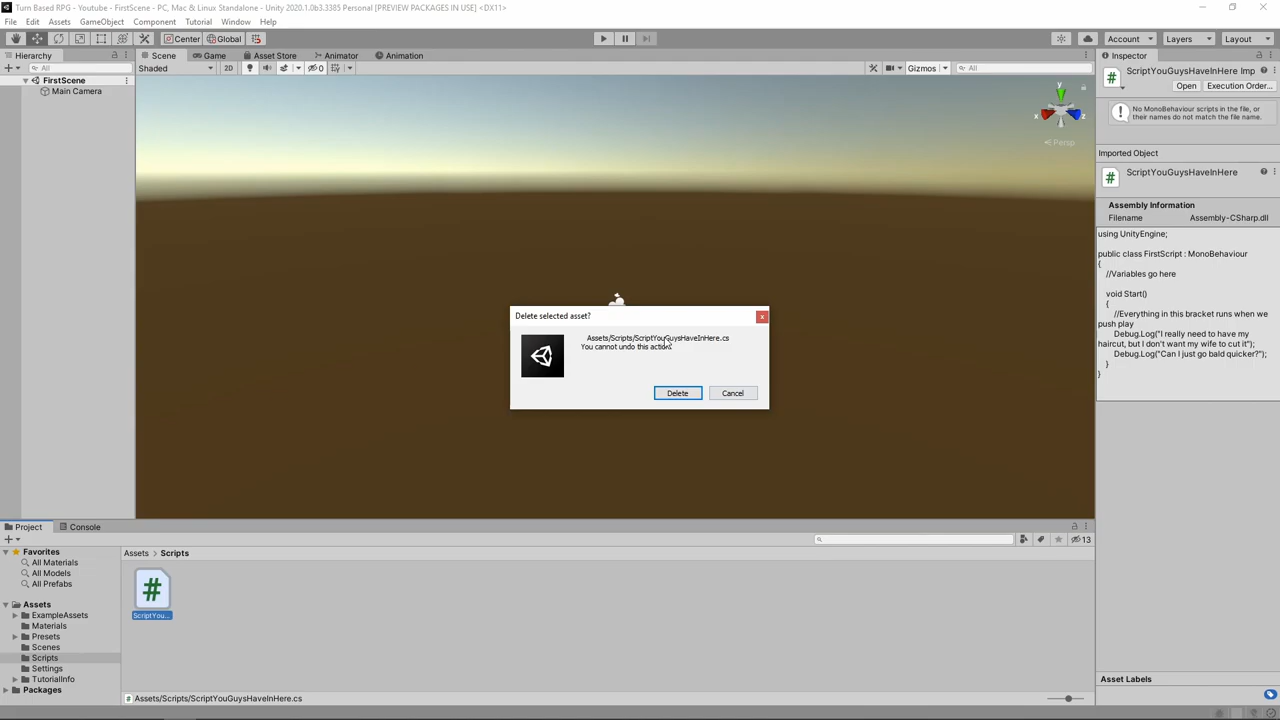 Turn Based RPG - Youtube - FirstScene - PC, Mac & Linux Standalone - Unity 2020.1.0b3.3385 Personal [PREVIEW PACKAGES IN USE] <DX11>
File Edit Assets GameObject Component Tutorial Window Help
Center Global Account Layers Layout
Hierarchy
All
FirstScene
Main Camera
Scene Game Asset Store Animator Animation
Shaded 2D 0 Gizmos All
y
x z
Persp
Inspector
ScriptYouGuysHaveInHere Imp
Open Execution Order...
No MonoBehaviour scripts in the file, or
their names do not match the file name.
Imported Object
ScriptYouGuysHaveInHere
Assembly Information
Filename Assembly-CSharp.dll
using UnityEngine;
public class FirstScript : MonoBehaviour
{
//Variables go here
void Start()
{
//Everything in this bracket runs when we
push play
Debug.Log("I really need to have my
haircut, but I don't want my wife to cut it");
Debug.Log("Can I just go bald quicker?");
}
}
Asset Labels
Delete selected asset?
x
Assets/Scripts/ScriptYouGuysHaveInHere.cs
You cannot undo this action.
Delete Cancel
Project Console
13
Favorites
All Materials
All Models
All Prefabs
Assets
ExampleAssets
Materials
Presets
Scenes
Scripts
Settings
TutorialInfo
Packages
Assets > Scripts
#
ScriptYou...
Assets/Scripts/ScriptYouGuysHaveInHere.cs